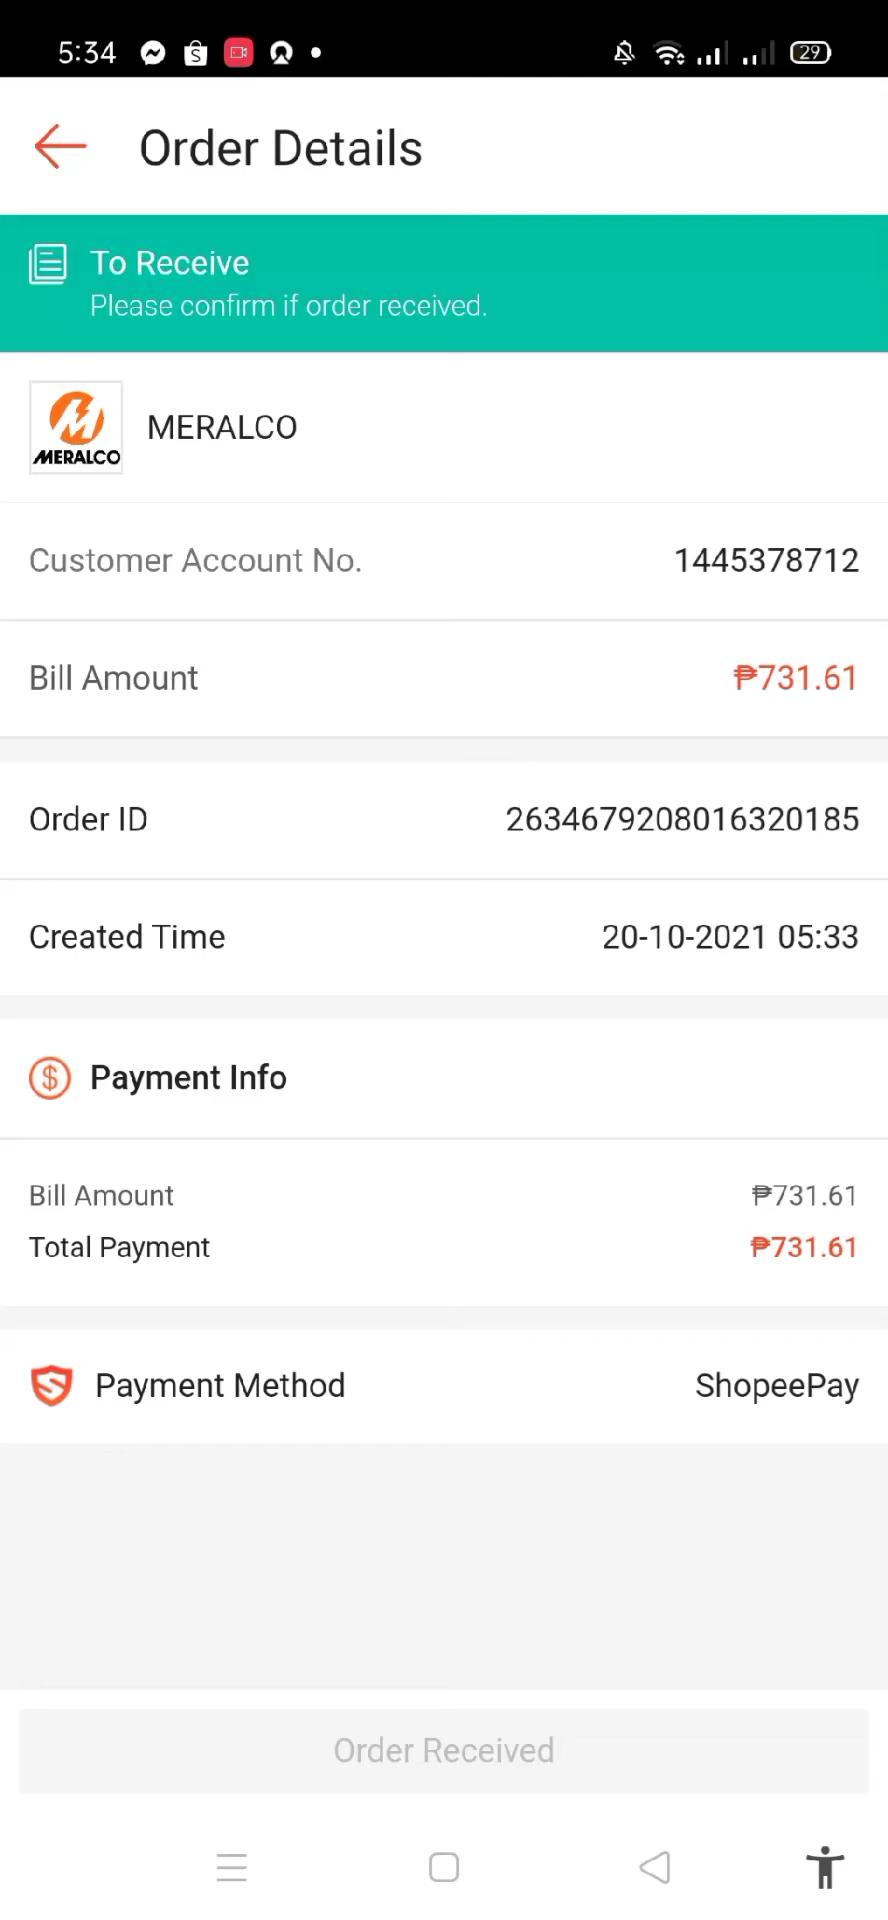 5:34
29
Order Details
To Receive
Please confirm if order received.
MERALCO
MERALCO
Customer Account No. 1445378712
Bill Amount ₱731.61
Order ID 2634679208016320185
Created Time 20-10-2021 05:33
Payment Info
Bill Amount ₱731.61
Total Payment ₱731.61
Payment Method ShopeePay
Order Received